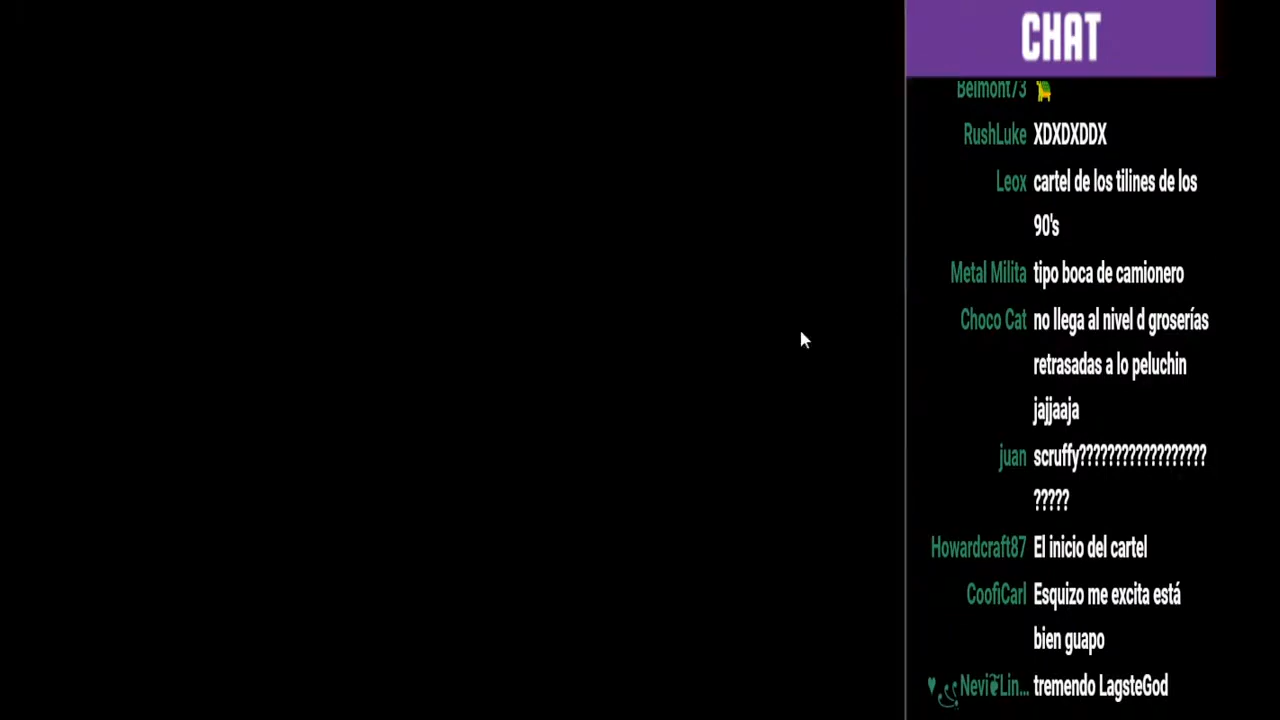 CHAT
Belmont73
RushLuke XDXDXDDX
Leox cartel de los tilines de los
90's
Metal Milita tipo boca de camionero
Choco Cat no llega al nivel d groserías
retrasadas a lo peluchin
jajjaaja
juan scruffy??????????????????
?????
Howardcraft87 El inicio del cartel
CoofiCarl Esquizo me excita está
bien guapo
tremendo LagsteGod